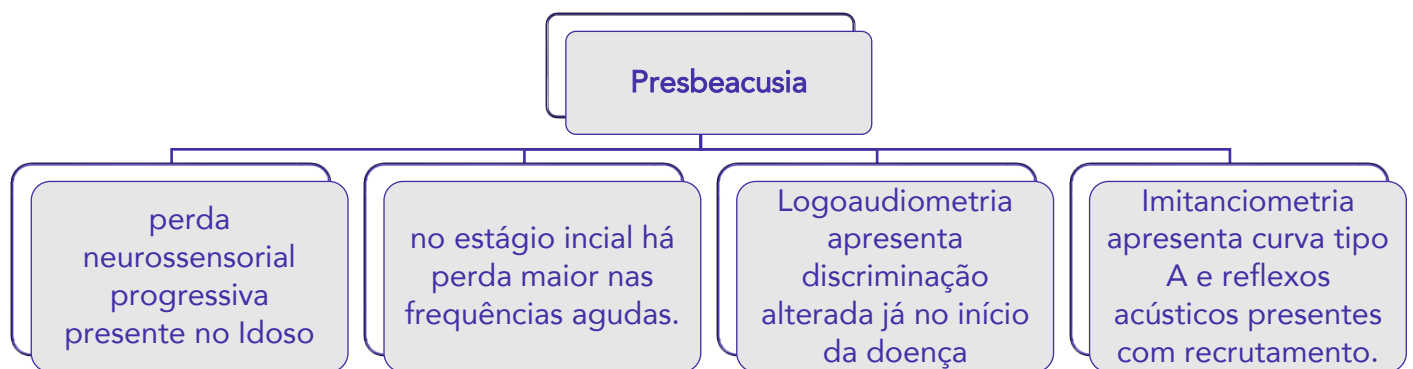 Presbeacusia
perda
neurossensorial
progressiva
presente no Idoso
no estágio incial há
perda maior nas
frequências agudas.
Logoaudiometria
apresenta
discriminação
alterada já no início
da doença
Imitanciometria
apresenta curva tipo
A e reflexos
acústicos presentes
com recrutamento.